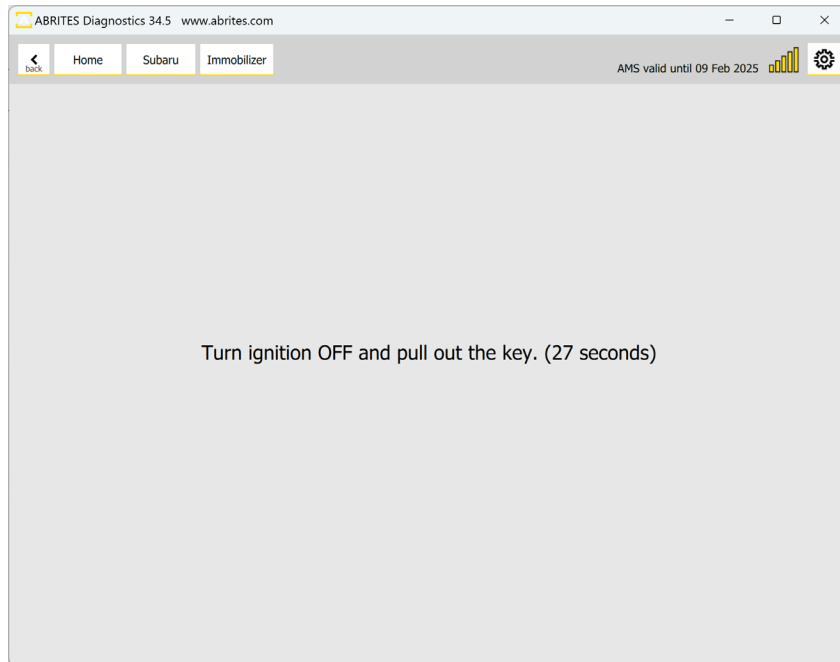 ABRITES Diagnostics 34.5 www.abrites.com
back
Home
Subaru
Immobilizer
AMS valid until 09 Feb 2025
Turn ignition OFF and pull out the key. (27 seconds)